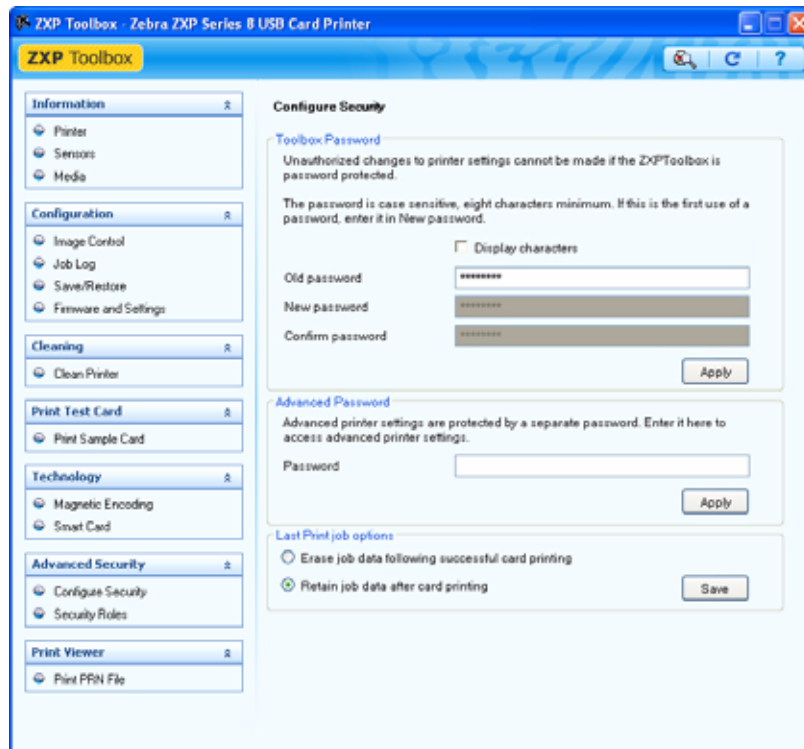 ZXP Toolbox - Zebra ZXP Series 8 USB Card Printer
ZXP Toolbox
?
Information
Printer
Sensors
Media
Configuration
Image Control
Job Log
Save/Restore
Firmware and Settings
Cleaning
Clean Printer
Print Test Card
Print Sample Card
Technology
Magnetic Encoding
Smart Card
Advanced Security
Configure Security
Security Roles
Print Viewer
Print PRN File
Configure Security
Toolbox Password
Unauthorized changes to printer settings cannot be made if the ZXPToolbox is
password protected.
The password is case sensitive, eight characters minimum. If this is the first use of a
password, enter it in New password.
Display characters
Old password
********
New password
********
Confirm password
********
Apply
Advanced Password
Advanced printer settings are protected by a separate password. Enter it here to
access advanced printer settings.
Password
Apply
Last Print job options
Erase job data following successful card printing
Retain job data after card printing
Save